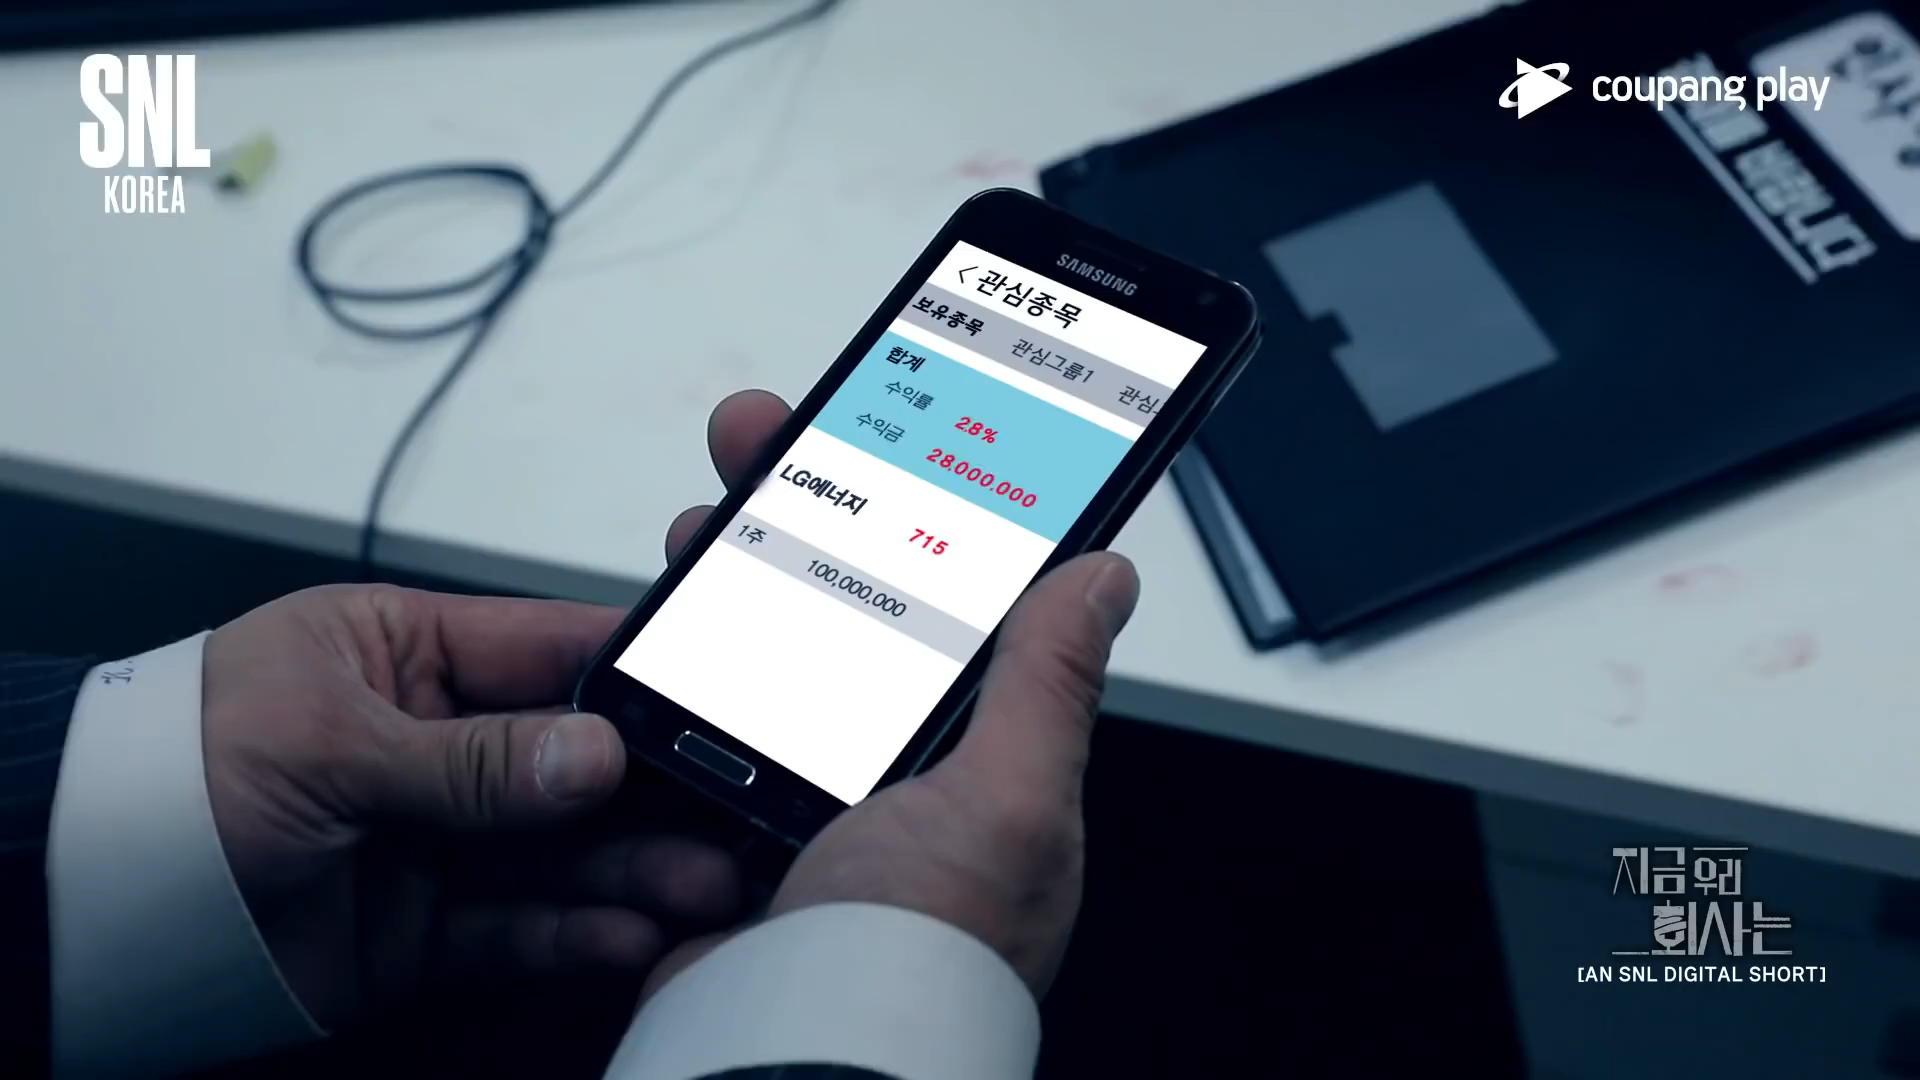 SNL
KOREA
coupang play
SAMSUNG
< 관심종목
보유종목 관심그룹1 관심
합계
수익률 2.8%
수익금 28.000.000
LG에너지 715
1주 100,000,000
지금 우리
회사는
[AN SNL DIGITAL SHORT]